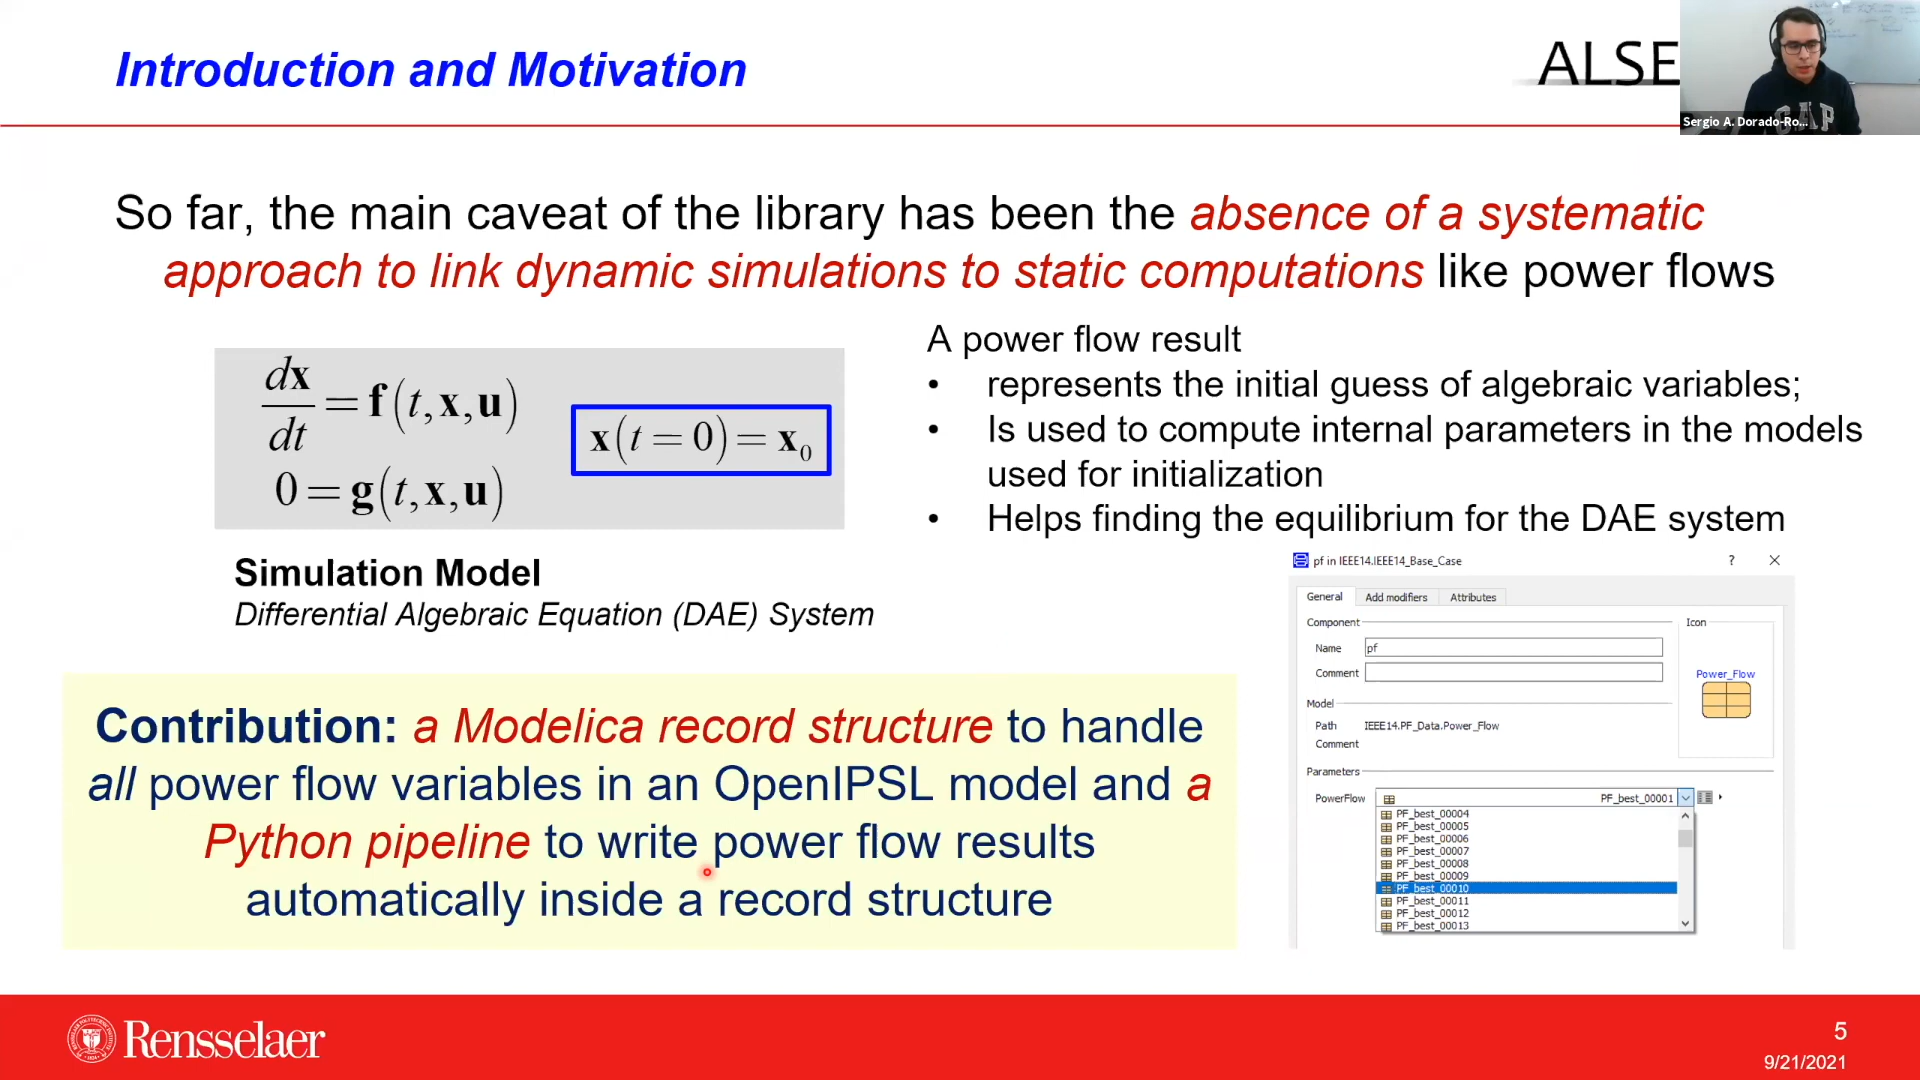 Introduction and Motivation
ALSE
Sergio A. Dorado-Ro...
GAP
So far, the main caveat of the library has been the absence of a systematic
approach to link dynamic simulations to static computations like power flows
dx/dt = f(t,x,u)
x(t = 0) = x₀
0 = g(t,x,u)
Simulation Model
Differential Algebraic Equation (DAE) System
A power flow result
• represents the initial guess of algebraic variables;
• Is used to compute internal parameters in the models
used for initialization
• Helps finding the equilibrium for the DAE system
Contribution: a Modelica record structure to handle
all power flow variables in an OpenIPSL model and a
Python pipeline to write power flow results
automatically inside a record structure
pf in IEEE14.IEEE14_Base_Case ?
General Add modifiers Attributes
Component
Icon
Name pf
Comment
Power_Flow
Model
Path IEEE14.PF_Data.Power_Flow
Comment
Parameters
PowerFlow PF_best_00001
PF_best_00004
PF_best_00005
PF_best_00006
PF_best_00007
PF_best_00008
PF_best_00009
PF_best_00010
PF_best_00011
PF_best_00012
PF_best_00013
Rensselaer
5
9/21/2021